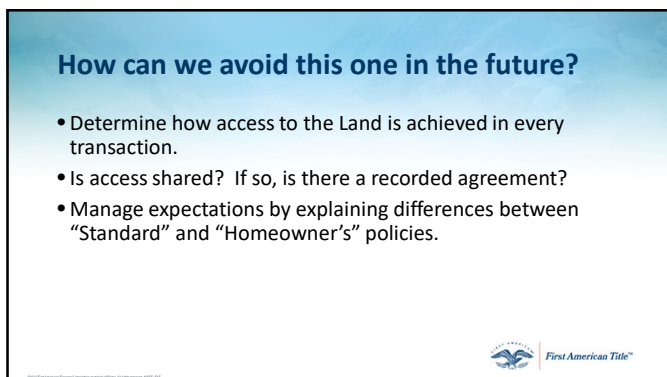 How can we avoid this one in the future?
• Determine how access to the Land is achieved in every
transaction.
• Is access shared? If so, is there a recorded agreement?
• Manage expectations by explaining differences between
“Standard” and “Homeowner’s” policies.
First American Title™